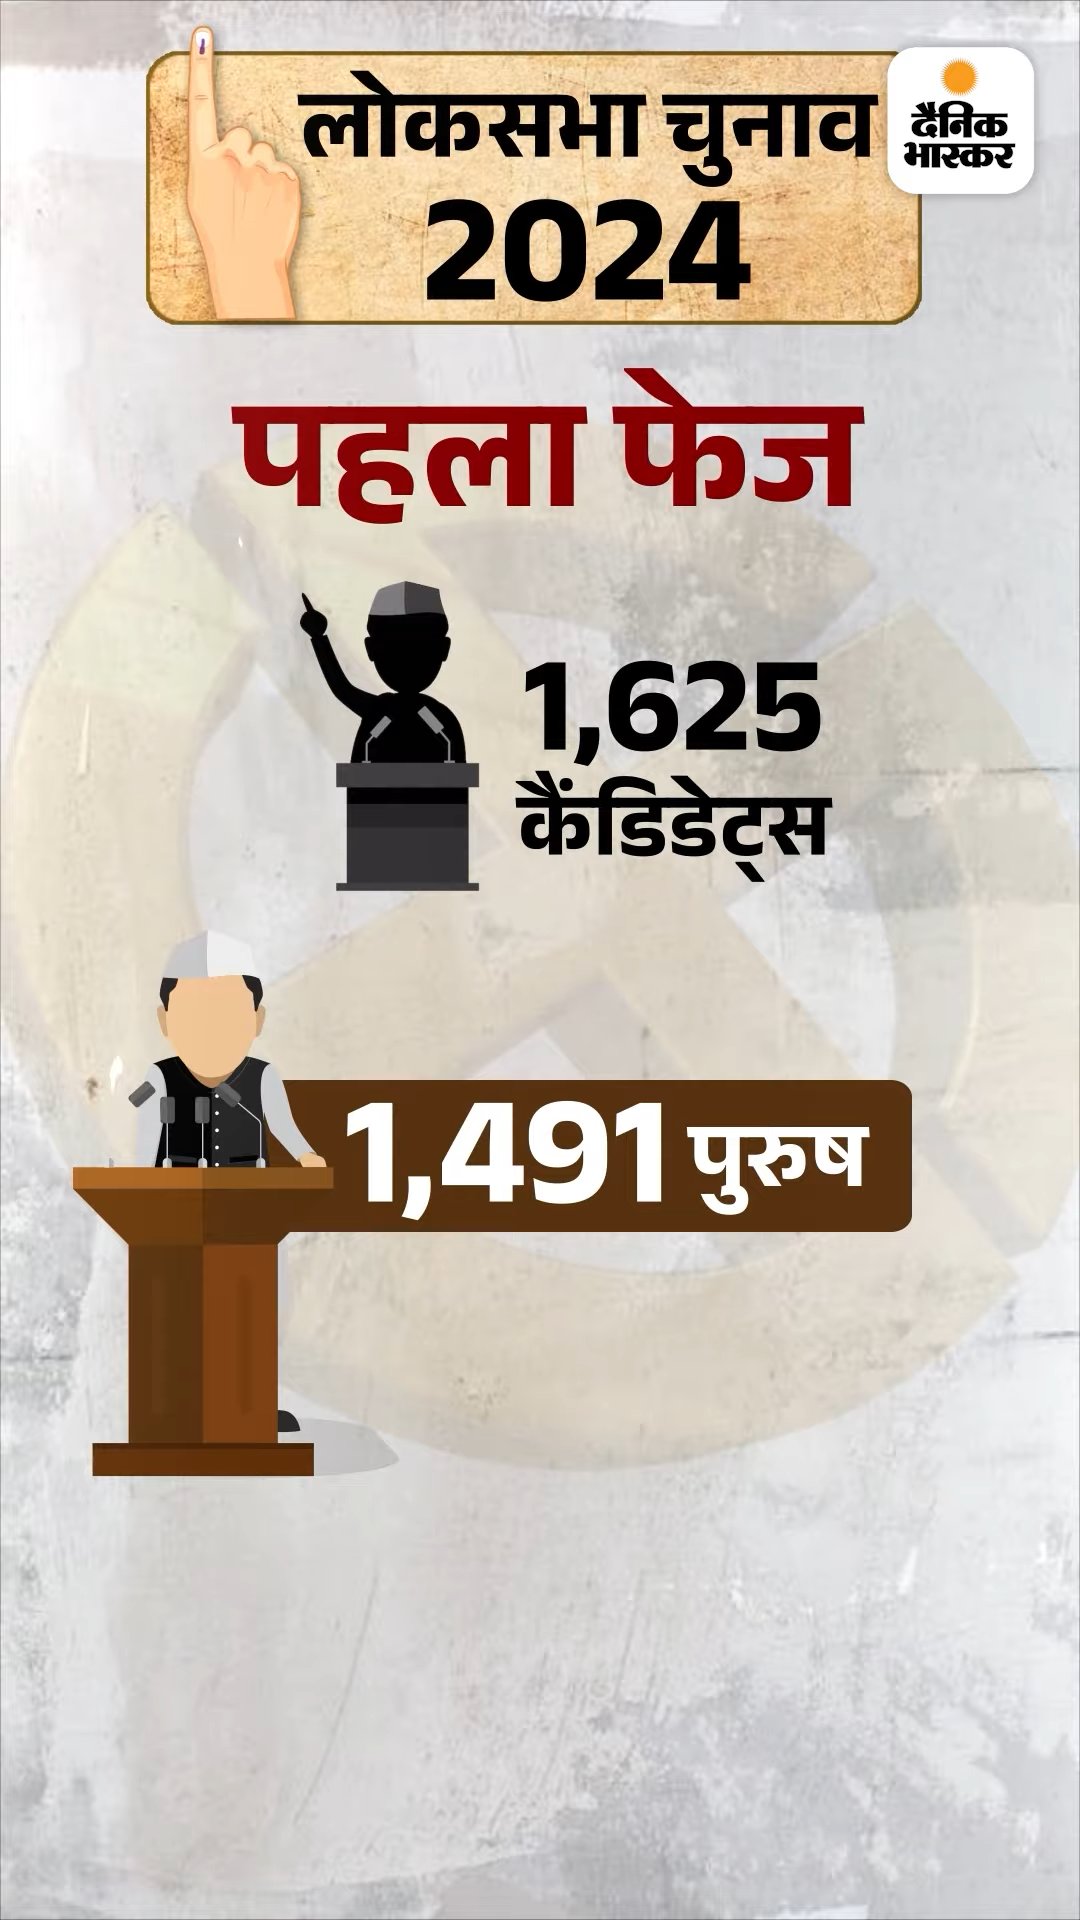 लोकसभा चुनाव
2024
दैनिक
भास्कर
पहला फेज
1,625
कैंडिडेट्स
1,491 पुरुष